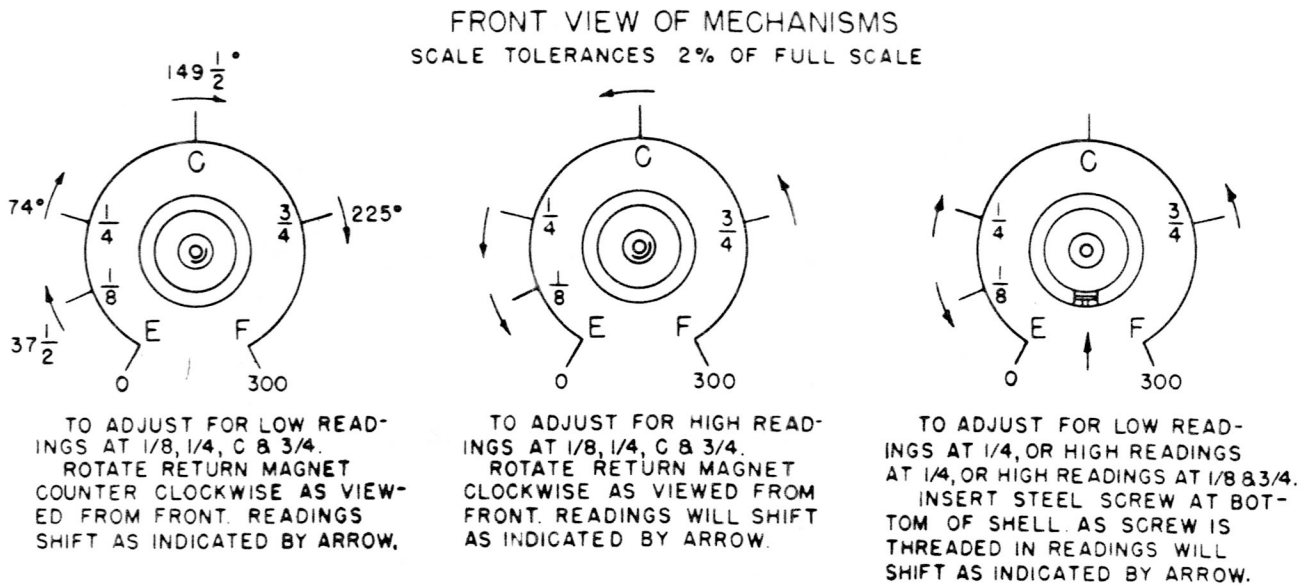 FRONT VIEW OF MECHANISMS
SCALE TOLERANCES 2% OF FULL SCALE
149 1/2°
C
74°
1/4
3/4
225°
1/8
37 1/2
E
F
0
300
TO ADJUST FOR LOW READ-
INGS AT 1/8, 1/4, C & 3/4.
ROTATE RETURN MAGNET
COUNTER CLOCKWISE AS VIEW-
ED FROM FRONT. READINGS
SHIFT AS INDICATED BY ARROW.
C
1/4
3/4
1/8
E
F
0
300
TO ADJUST FOR HIGH READ-
INGS AT 1/8, 1/4, C & 3/4.
ROTATE RETURN MAGNET
CLOCKWISE AS VIEWED FROM
FRONT. READINGS WILL SHIFT
AS INDICATED BY ARROW.
C
1/4
3/4
1/8
E
F
0
300
TO ADJUST FOR LOW READ-
INGS AT 1/4, OR HIGH READINGS
AT 1/4, OR HIGH READINGS AT 1/8 & 3/4.
INSERT STEEL SCREW AT BOT-
TOM OF SHELL. AS SCREW IS
THREADED IN READINGS WILL
SHIFT AS INDICATED BY ARROW.